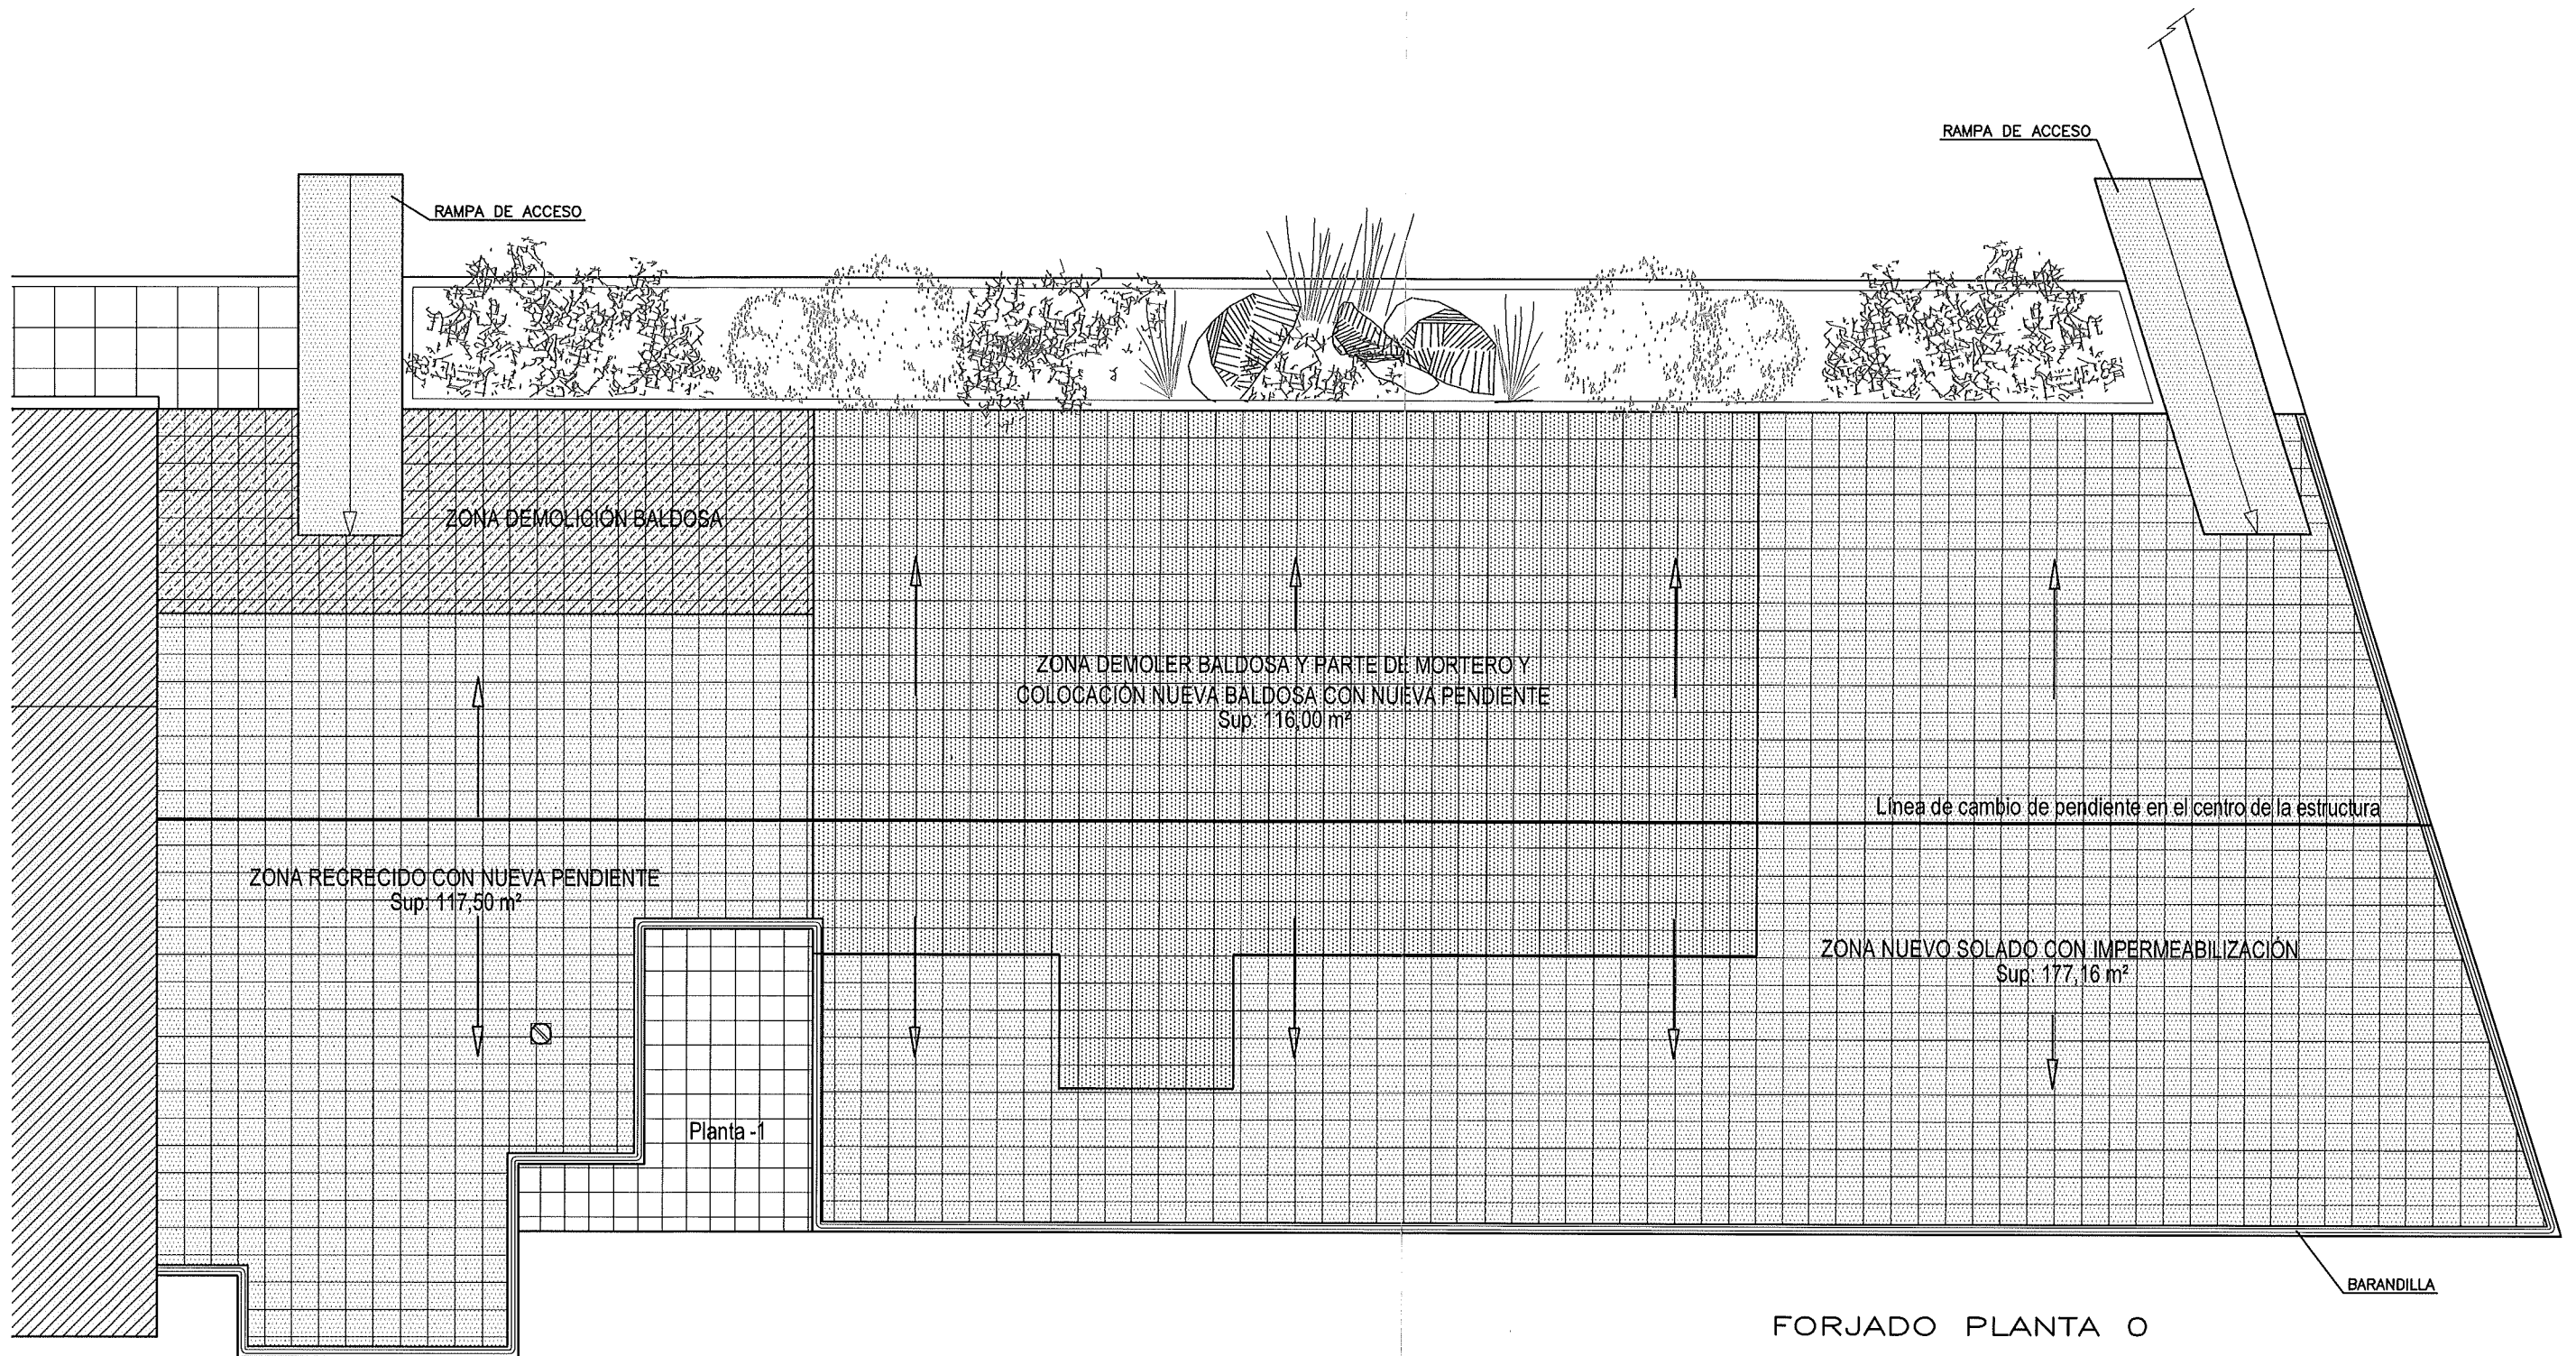 RAMPA DE ACCESO
RAMPA DE ACCESO
ZONA DEMOLICIÓN BALDOSA
ZONA DEMOLER BALDOSA Y PARTE DE MORTERO Y
COLOCACIÓN NUEVA BALDOSA CON NUEVA PENDIENTE
Sup: 116,00 m²
Línea de cambio de pendiente en el centro de la estructura
ZONA RECRECIDO CON NUEVA PENDIENTE
Sup: 117,50 m²
ZONA NUEVO SOLADO CON IMPERMEABILIZACIÓN
Sup: 177,16 m²
Planta -1
BARANDILLA
FORJADO PLANTA 0